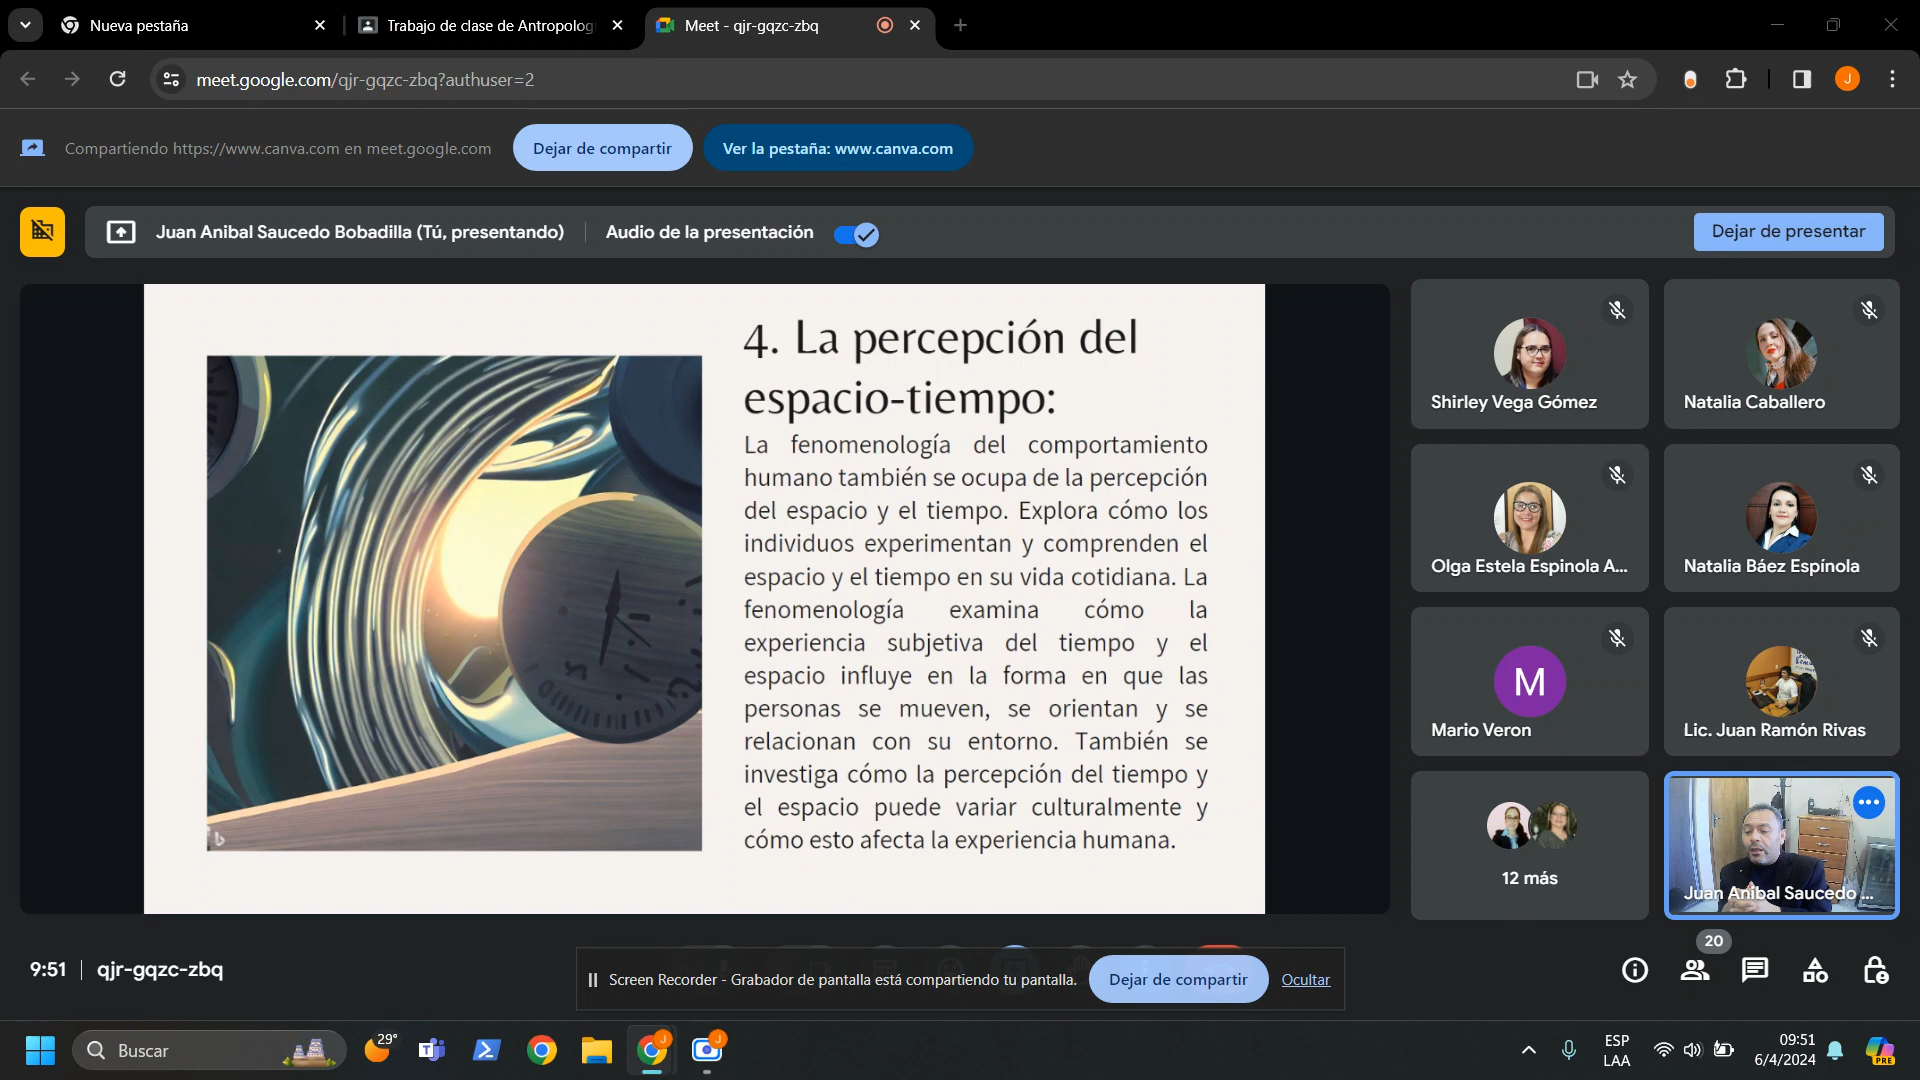 Nueva pestaña
Trabajo de clase de Antropolog
Meet - qjr-gqzc-zbq
meet.google.com/qjr-gqzc-zbq?authuser=2
J
Compartiendo https://www.canva.com en meet.google.com
Dejar de compartir
Ver la pestaña: www.canva.com
Juan Anibal Saucedo Bobadilla (Tú, presentando)
Audio de la presentación
Dejar de presentar
4. La percepción del
espacio-tiempo:
La fenomenología del comportamiento
humano también se ocupa de la percepción
del espacio y el tiempo. Explora cómo los
individuos experimentan y comprenden el
espacio y el tiempo en su vida cotidiana. La
fenomenología examina cómo la
experiencia subjetiva del tiempo y el
espacio influye en la forma en que las
personas se mueven, se orientan y se
relacionan con su entorno. También se
investiga cómo la percepción del tiempo y
el espacio puede variar culturalmente y
cómo esto afecta la experiencia humana.
b
Shirley Vega Gómez
Natalia Caballero
Olga Estela Espinola A...
Natalia Báez Espínola
M
Mario Veron
Lic. Juan Ramón Rivas
12 más
Juan Anibal Saucedo ...
9:51
qjr-gqzc-zbq
Screen Recorder - Grabador de pantalla está compartiendo tu pantalla.
Dejar de compartir
Ocultar
20
Buscar
29°
J
J
ESP
LAA
09:51
6/4/2024
PRE